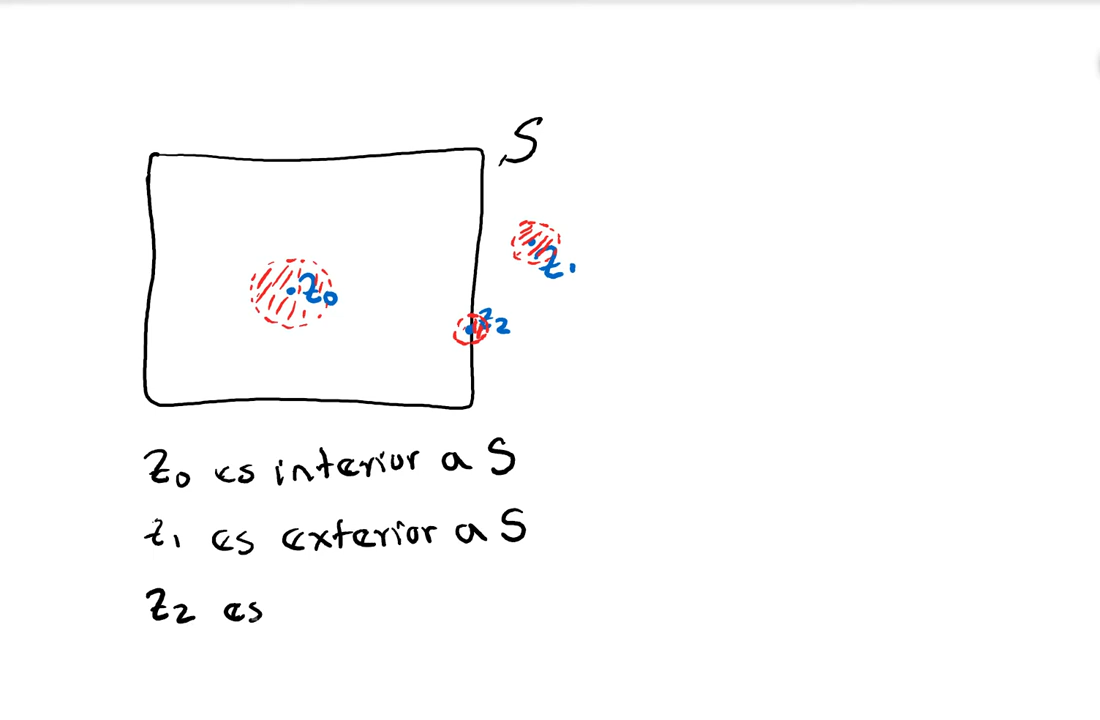 S
z₁
z₀
z₂
z₀ es interior a S
z₁ es exterior a S
z₂ es